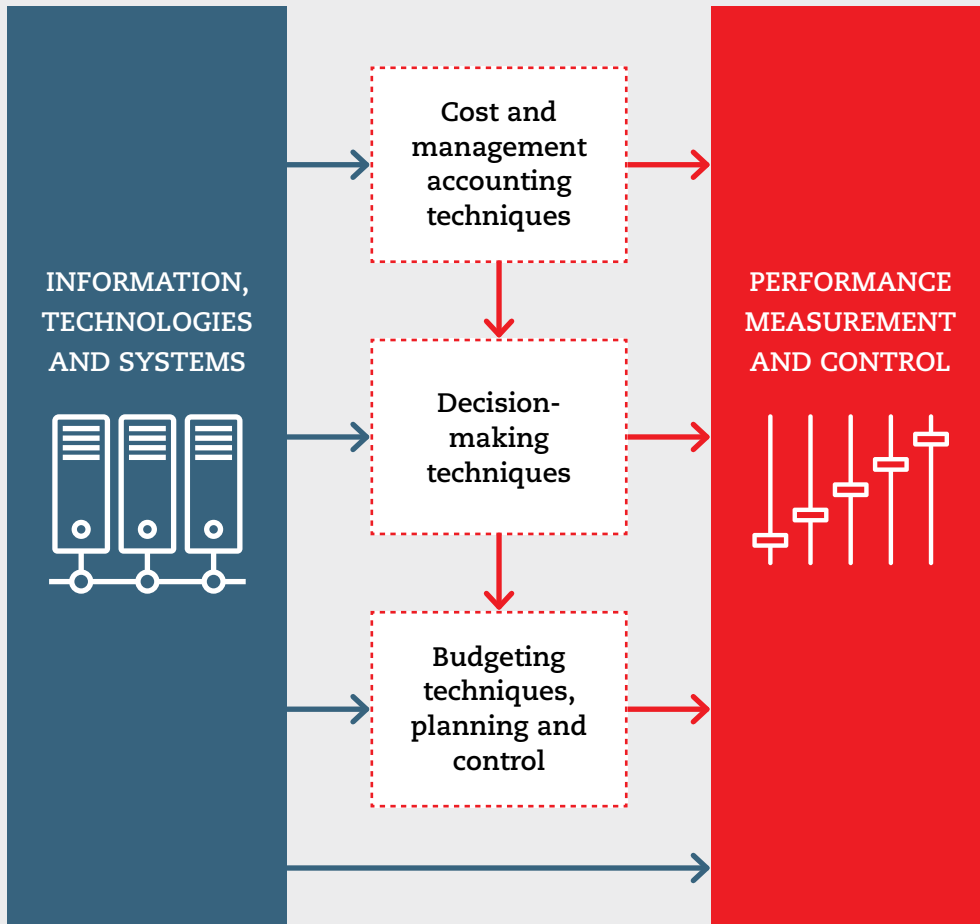 INFORMATION,
TECHNOLOGIES
AND SYSTEMS
Cost and
management
accounting
techniques
Decision-
making
techniques
Budgeting
techniques,
planning and
control
PERFORMANCE
MEASUREMENT
AND CONTROL